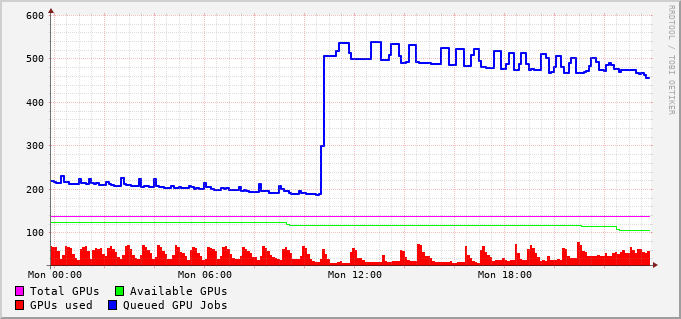 600
500
400
300
200
100
Mon 00:00 Mon 06:00 Mon 12:00 Mon 18:00
Total GPUs Available GPUs
GPUs used Queued GPU Jobs
RRDTOOL / TOBI OETIKER